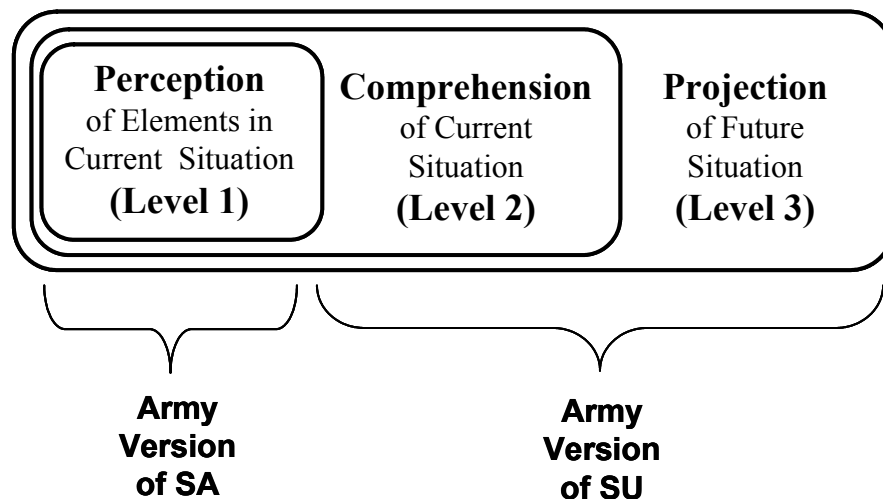 Perception
of Elements in
Current Situation
(Level 1)
Comprehension
of Current
Situation
(Level 2)
Projection
of Future
Situation
(Level 3)
Army
Version
of SA
Army
Version
of SU